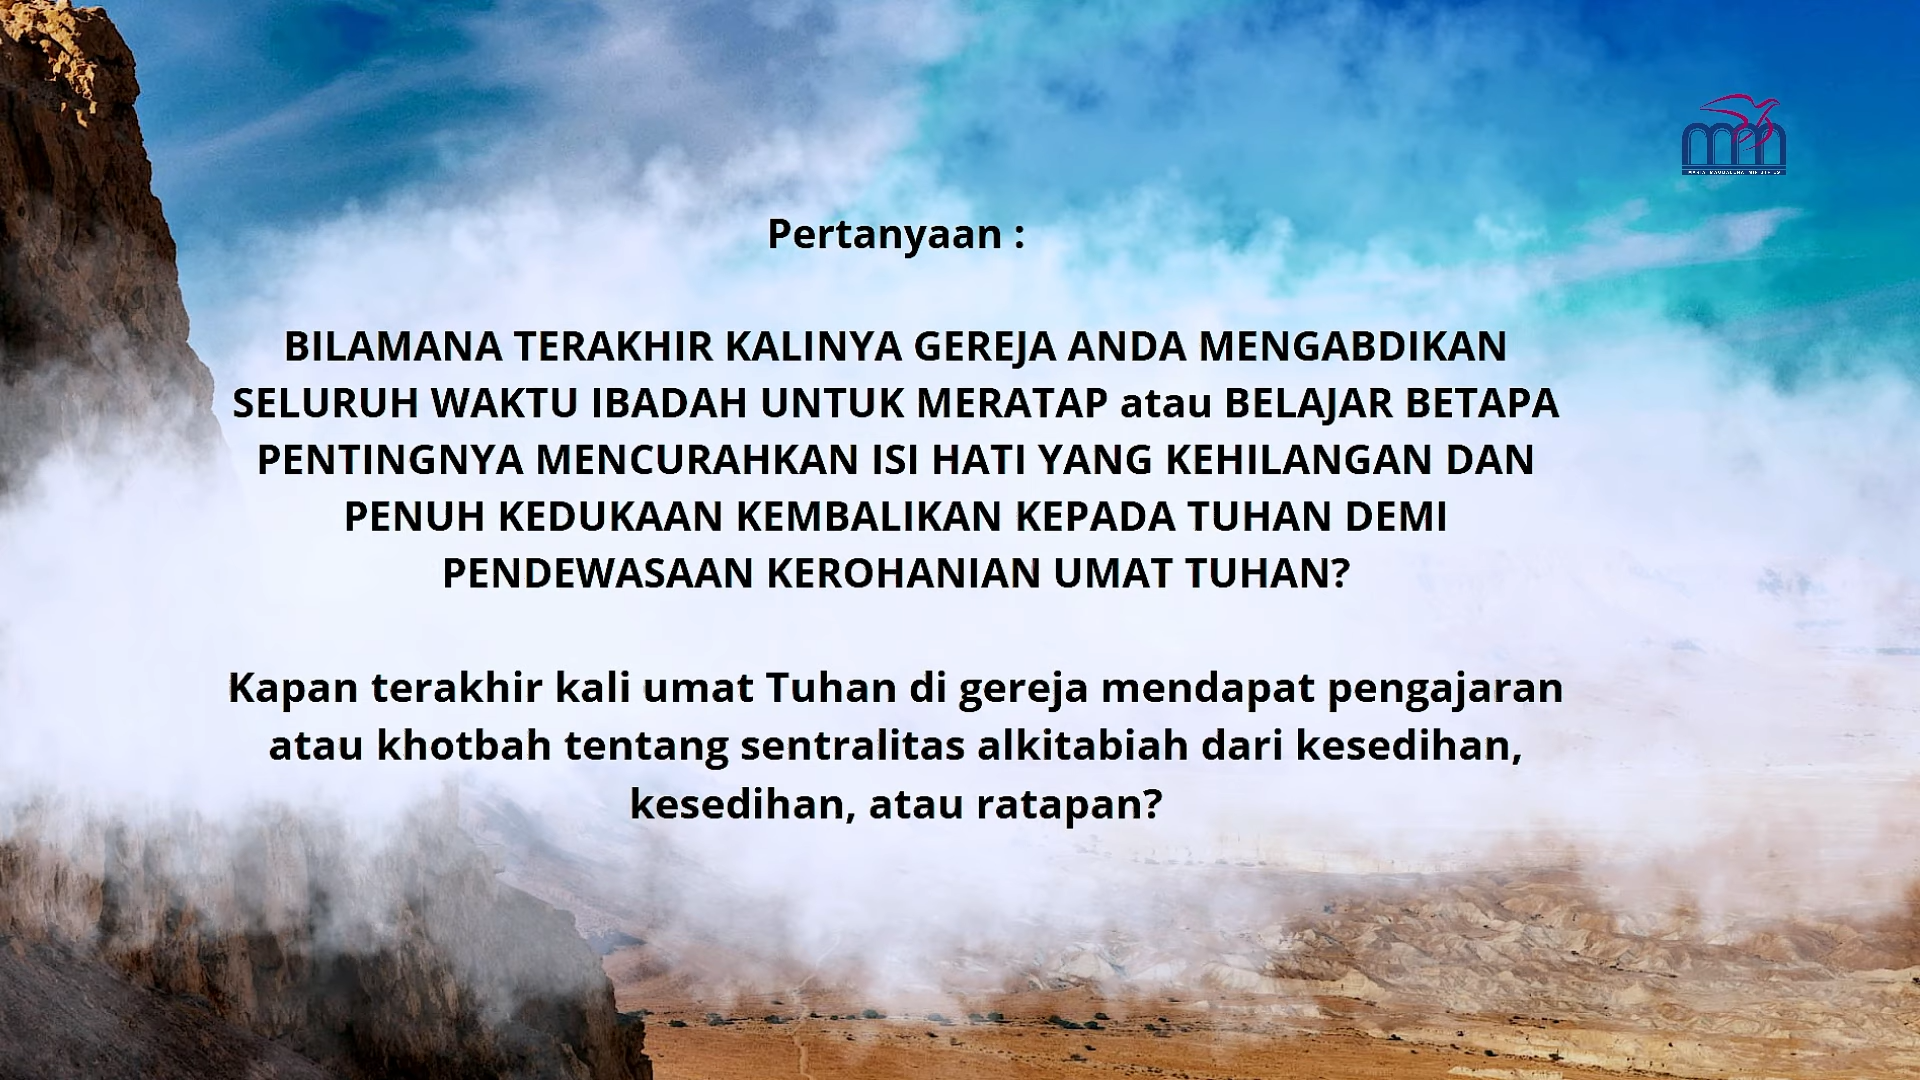 Pertanyaan :
BILAMANA TERAKHIR KALINYA GEREJA ANDA MENGABDIKAN
SELURUH WAKTU IBADAH UNTUK MERATAP atau BELAJAR BETAPA
PENTINGNYA MENCURAHKAN ISI HATI YANG KEHILANGAN DAN
PENUH KEDUKAAN KEMBALIKAN KEPADA TUHAN DEMI
PENDEWASAAN KEROHANIAN UMAT TUHAN?
Kapan terakhir kali umat Tuhan di gereja mendapat pengajaran
atau khotbah tentang sentralitas alkitabiah dari kesedihan,
kesedihan, atau ratapan?